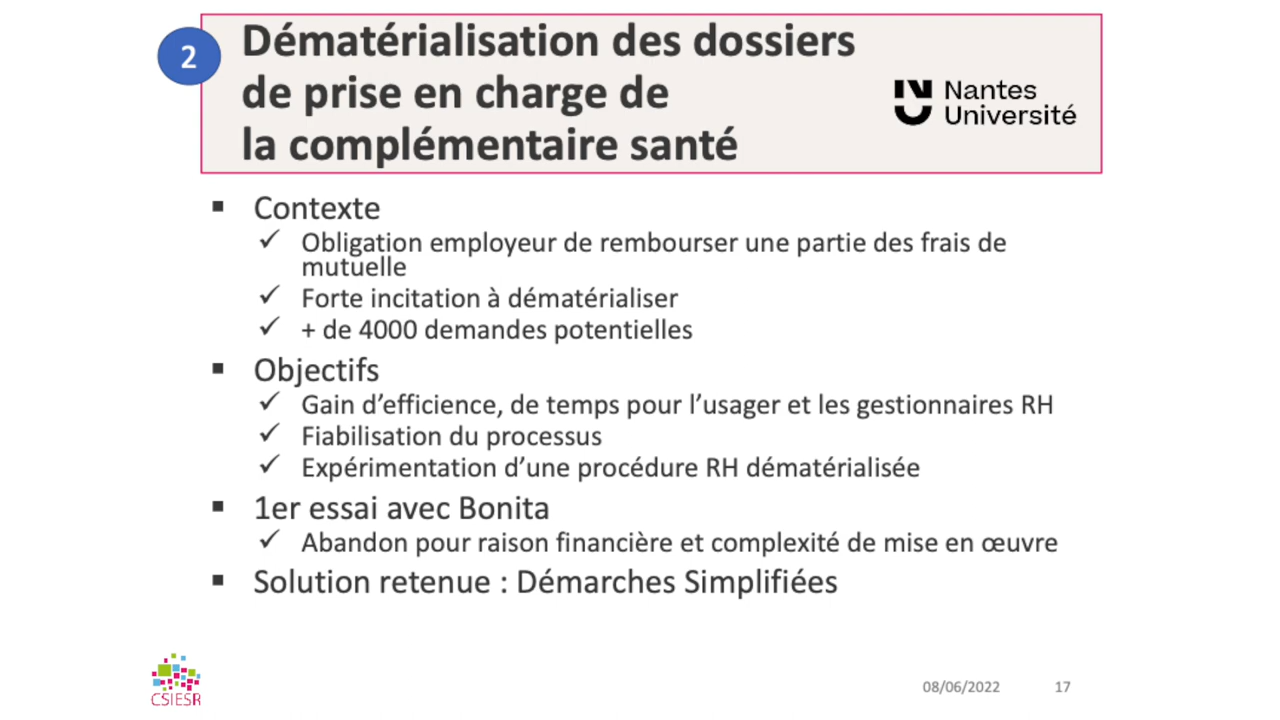 2
Dématérialisation des dossiers
de prise en charge de
la complémentaire santé
Nantes
Université
▪ Contexte
✓ Obligation employeur de rembourser une partie des frais de
mutuelle
✓ Forte incitation à dématérialiser
✓ + de 4000 demandes potentielles
▪ Objectifs
✓ Gain d’efficience, de temps pour l’usager et les gestionnaires RH
✓ Fiabilisation du processus
✓ Expérimentation d’une procédure RH dématérialisée
▪ 1er essai avec Bonita
✓ Abandon pour raison financière et complexité de mise en œuvre
▪ Solution retenue : Démarches Simplifiées
CSIESR
08/06/2022
17